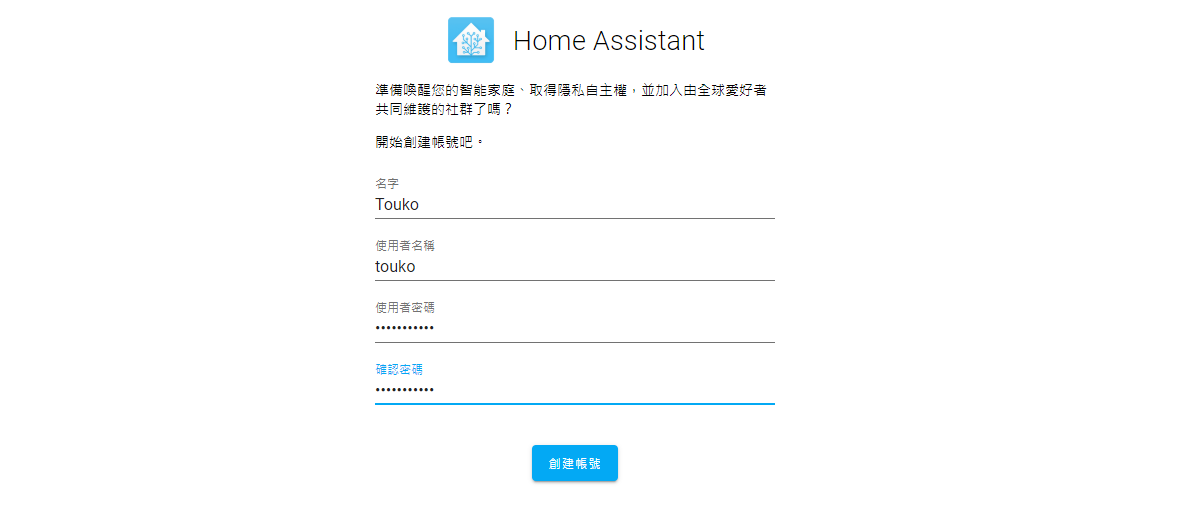 Home Assistant
準備喚醒您的智能家庭、取得隱私自主權，並加入由全球愛好者
共同維護的社群了嗎？
開始創建帳號吧。
名字
Touko
使用者名稱
touko
使用者密碼
•••••••••••
確認密碼
•••••••••••
創建帳號